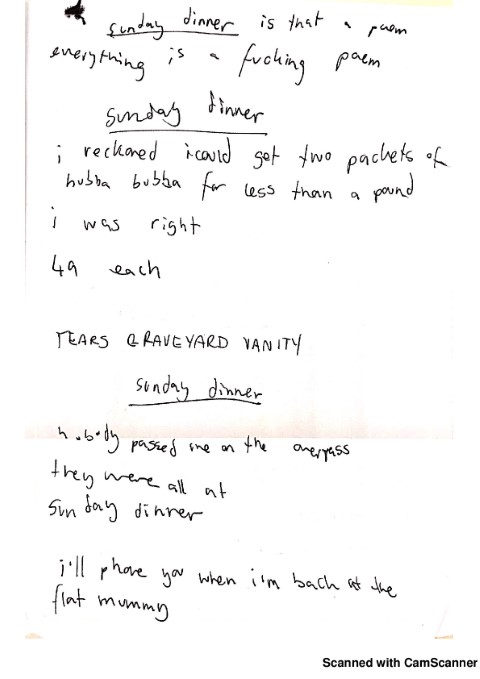 sunday dinner is that a poem
everything is a fucking poem
sunday dinner
i reckoned i could get two packets of
hubba bubba for less than a pound
i was right
49 each
TEARS GRAVEYARD VANITY
sunday dinner
nobody passed me on the overpass
they were all at
sunday dinner
i'll phone you when i'm back at the
flat mummy
Scanned with CamScanner